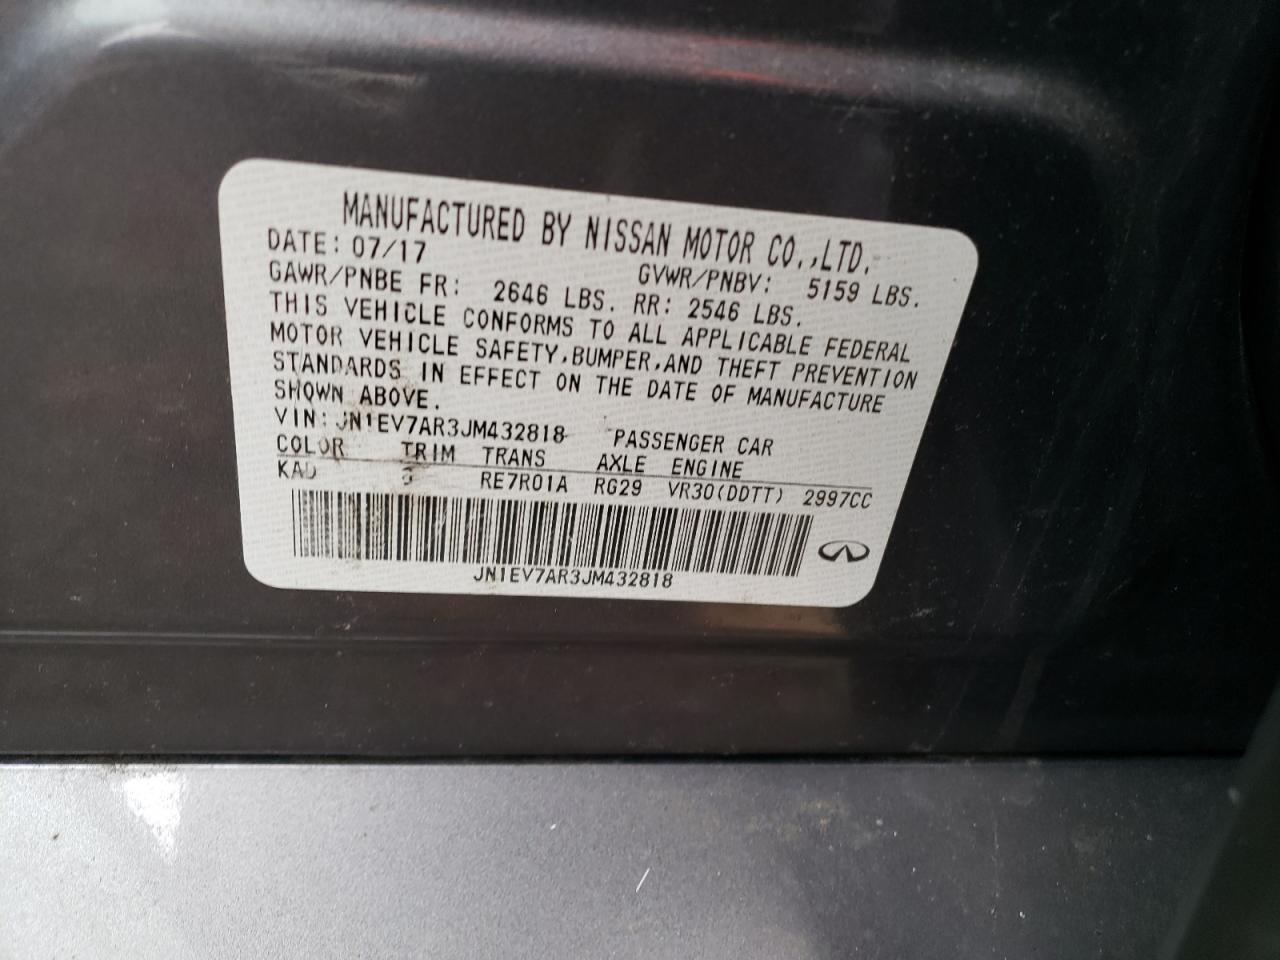 MANUFACTURED BY NISSAN MOTOR CO.,LTD.
DATE: 07/17 GVWR/PNBV: 5159 LBS.
GAWR/PNBE FR: 2646 LBS. RR: 2546 LBS.
THIS VEHICLE CONFORMS TO ALL APPLICABLE FEDERAL
MOTOR VEHICLE SAFETY,BUMPER,AND THEFT PREVENTION
STANDARDS IN EFFECT ON THE DATE OF MANUFACTURE
SHOWN ABOVE.
VIN: JN1EV7AR3JM432818 PASSENGER CAR
COLOR TRIM TRANS AXLE ENGINE
KAD RE7R01A RG29 VR30(DDTT) 2997CC
JN1EV7AR3JM432818